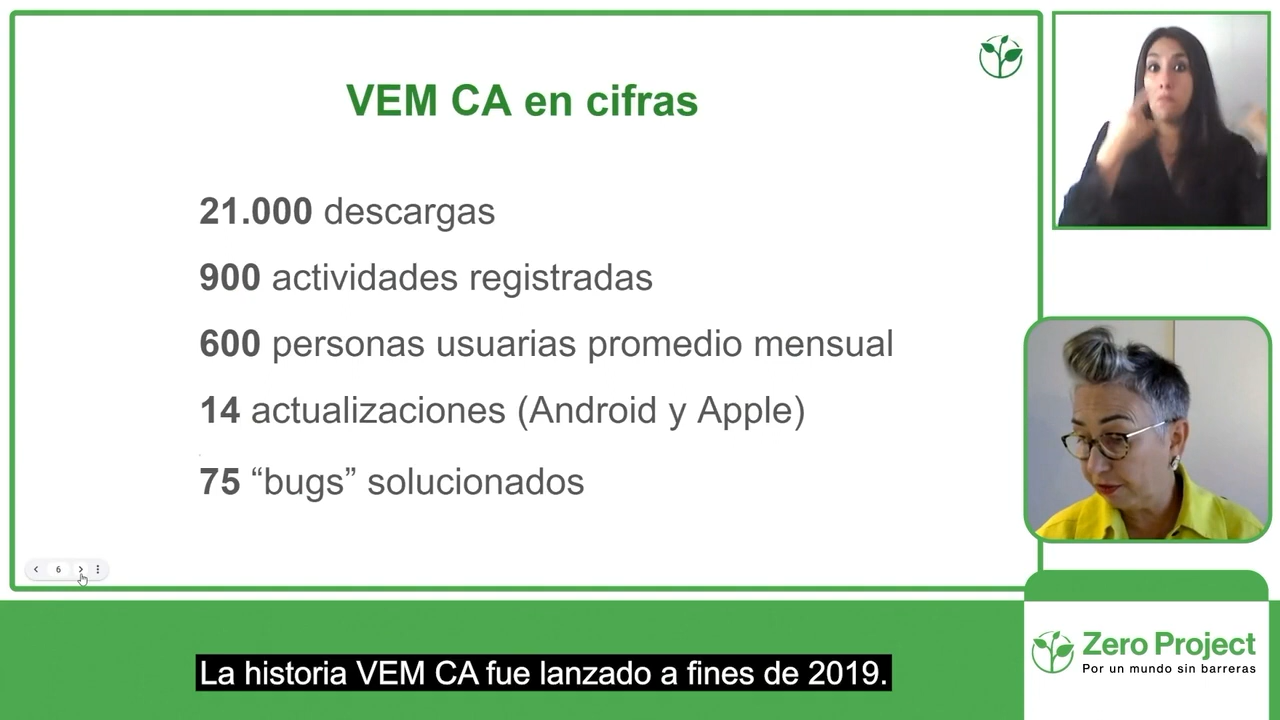 VEM CA en cifras
21.000 descargas
900 actividades registradas
600 personas usuarias promedio mensual
14 actualizaciones (Android y Apple)
75 “bugs” solucionados
6
La historia VEM CA fue lanzado a fines de 2019.
Zero Project
Por un mundo sin barreras